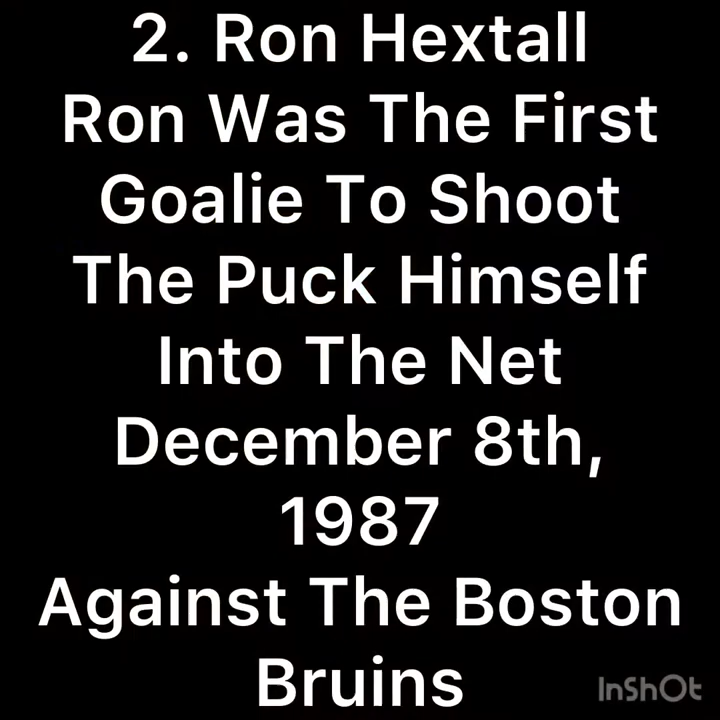 2. Ron Hextall
Ron Was The First
Goalie To Shoot
The Puck Himself
Into The Net
December 8th,
1987
Against The Boston
Bruins
InShOt